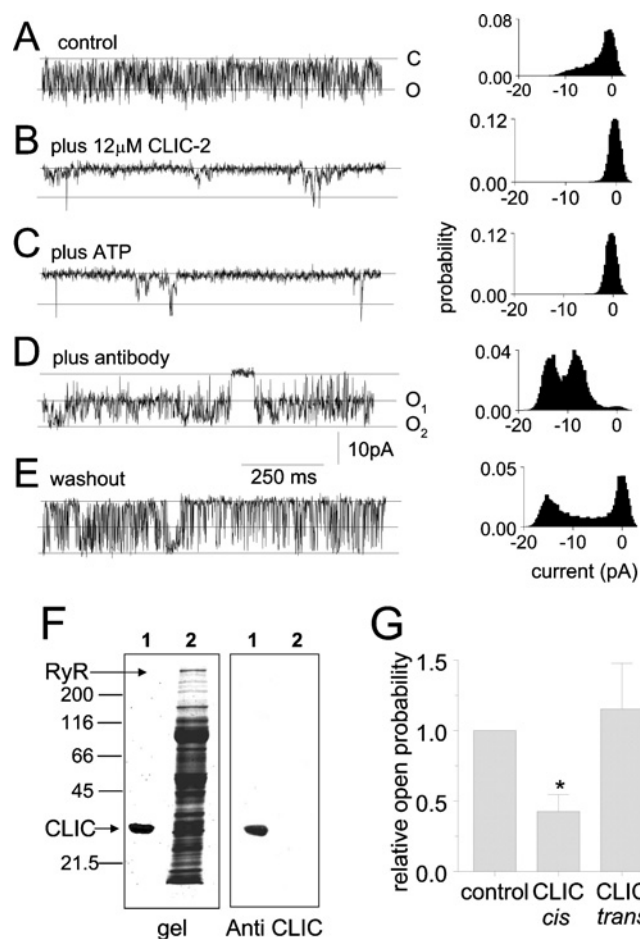 A control
C
O
0.08
0.00
-20 -10 0
B plus 12µM CLIC-2
0.12
0.00
-20 -10 0
C plus ATP
0.12
0.00
-20 -10 0
probability
D plus antibody
O1
O2
0.04
0.00
-20 -10 0
10pA
250 ms
E washout
0.05
0.00
-20 -10 0
current (pA)
F
1 2 1 2
RyR
200
116
66
45
CLIC
21.5
gel Anti CLIC
G
relative open probability
1.5
1.0
0.5
0.0
*
control CLIC CLIC
cis trans